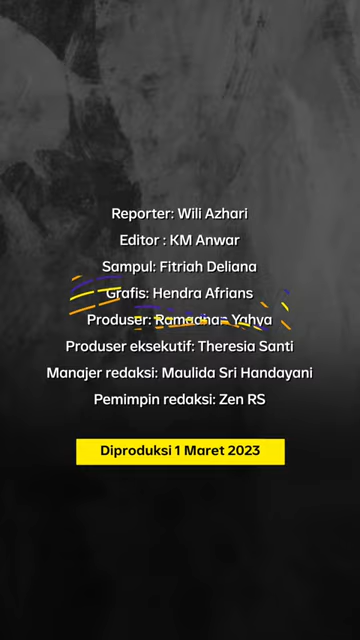 Reporter: Wili Azhari
Editor : KM Anwar
Sampul: Fitriah Deliana
Grafis: Hendra Afrians
Produser: Yahya
Produser eksekutif: Theresia Santi
Manajer redaksi: Maulida Sri Handayani
Pemimpin redaksi: Zen RS
Diproduksi 1 Maret 2023